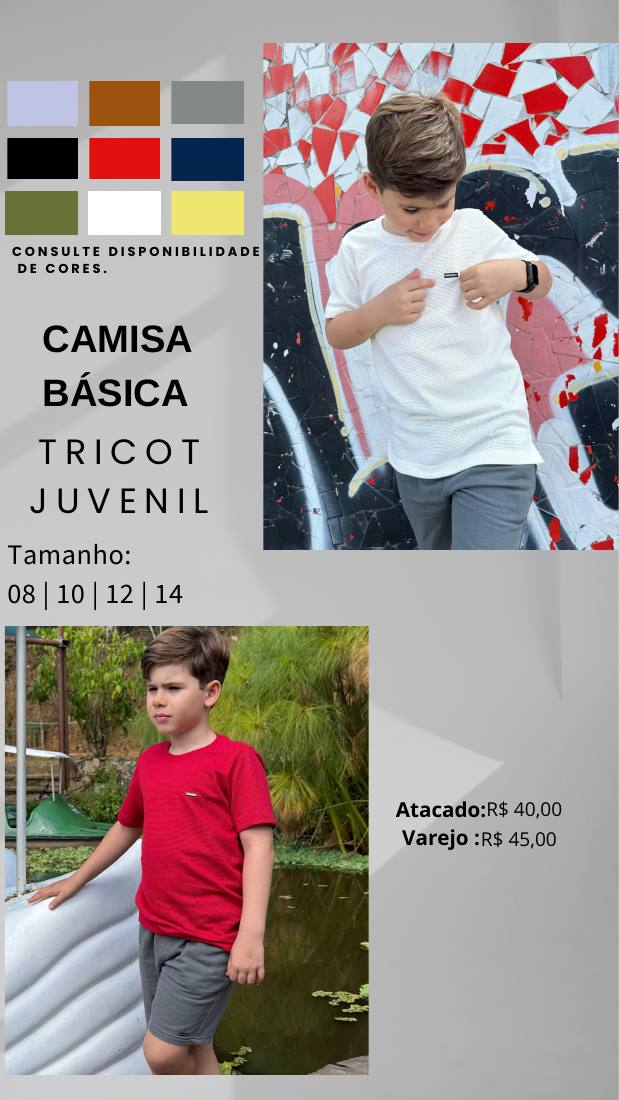 CONSULTE DISPONIBILIDADE
DE CORES.
CAMISA
BÁSICA
TRICOT
JUVENIL
Tamanho:
08 | 10 | 12 | 14
Atacado:R$ 40,00
Varejo :R$ 45,00